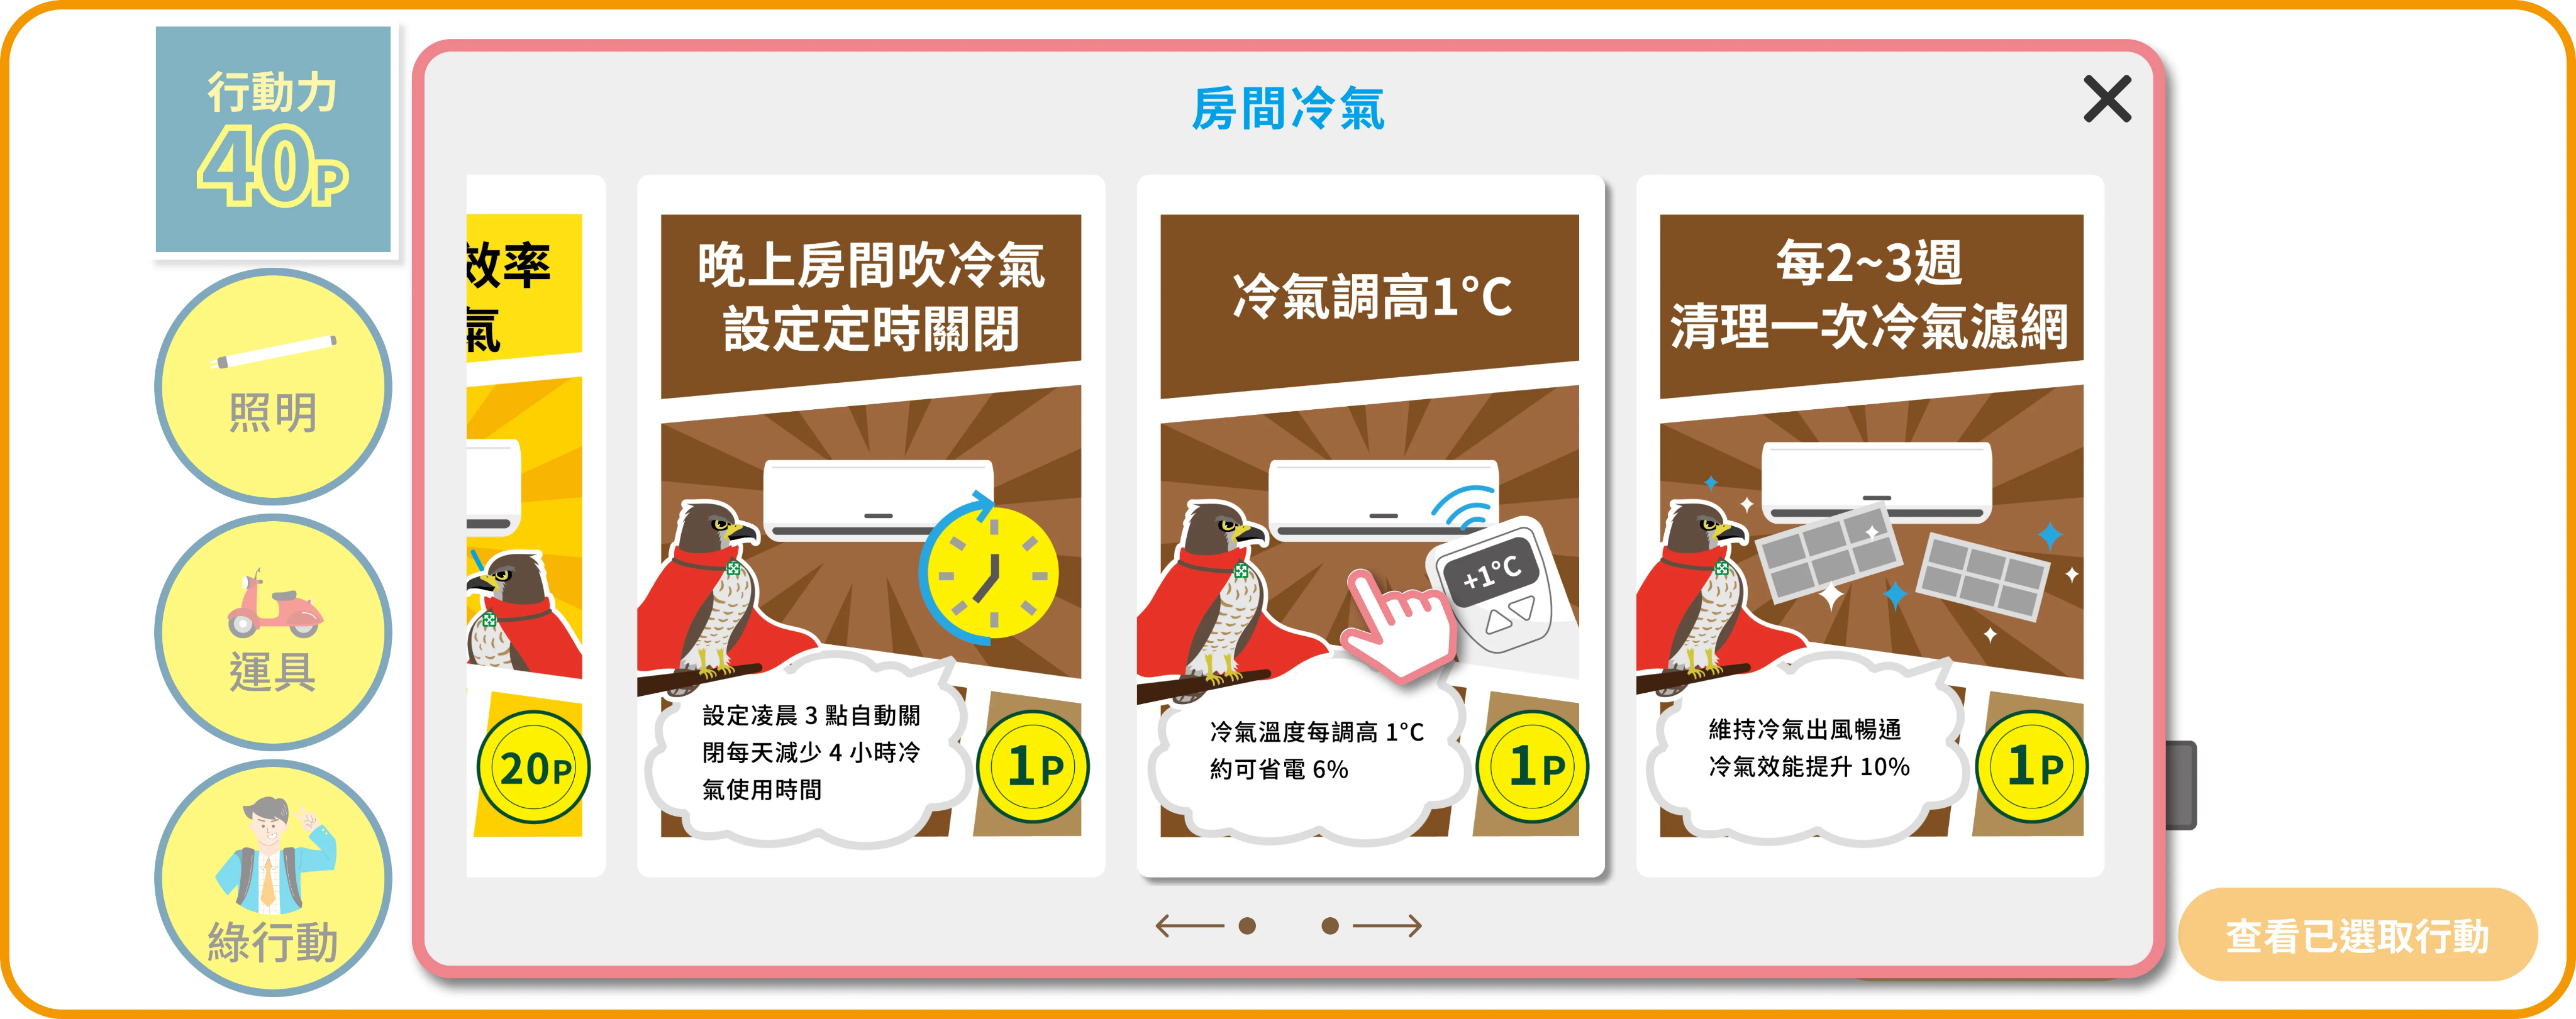 行動力
40P
照明
運具
綠行動
房間冷氣
效率
氣
20P
晚上房間吹冷氣
設定定時關閉
設定凌晨 3 點自動關
閉每天減少 4 小時冷
氣使用時間
1P
冷氣調高1°C
+1°C
冷氣溫度每調高 1°C
約可省電 6%
1P
每2~3週
清理一次冷氣濾網
維持冷氣出風暢通
冷氣效能提升 10%
1P
查看已選取行動